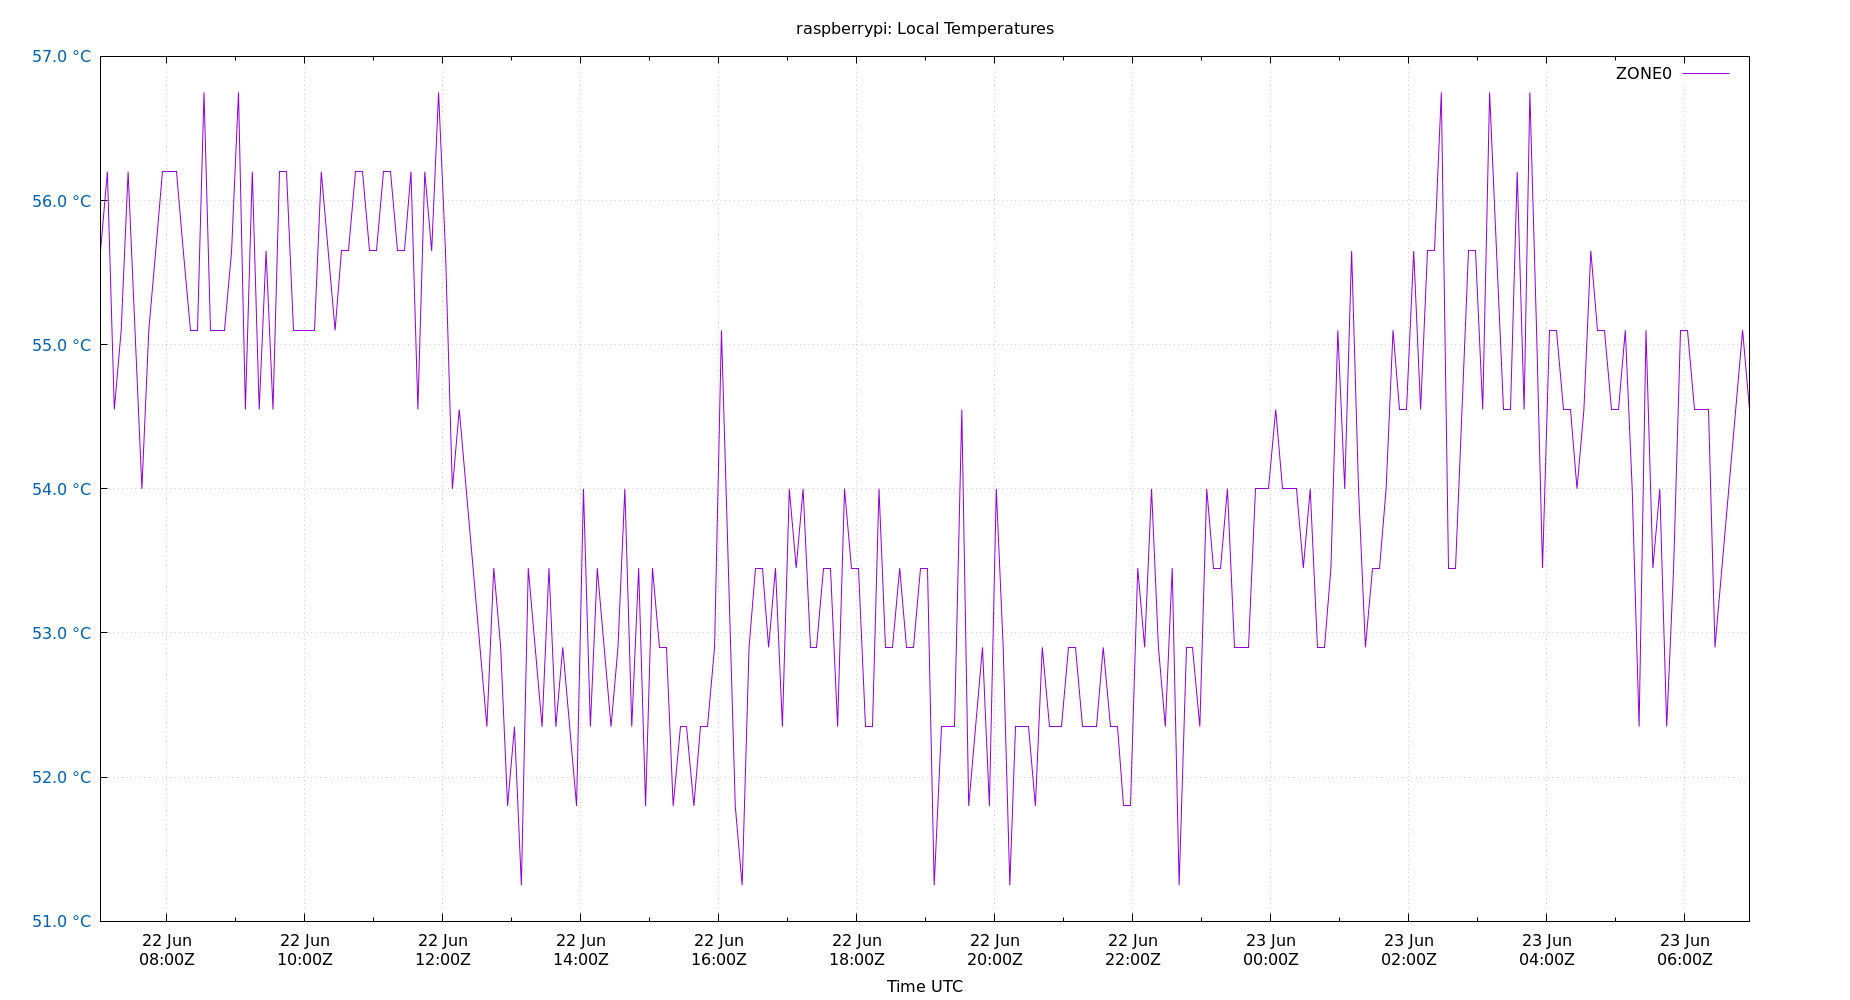 raspberrypi: Local Temperatures
57.0 °C
ZONE0
56.0 °C
55.0 °C
54.0 °C
53.0 °C
52.0 °C
51.0 °C
22 Jun 22 Jun 22 Jun 22 Jun 22 Jun 22 Jun 22 Jun 22 Jun 23 Jun 23 Jun 23 Jun 23 Jun
08:00Z 10:00Z 12:00Z 14:00Z 16:00Z 18:00Z 20:00Z 22:00Z 00:00Z 02:00Z 04:00Z 06:00Z
Time UTC